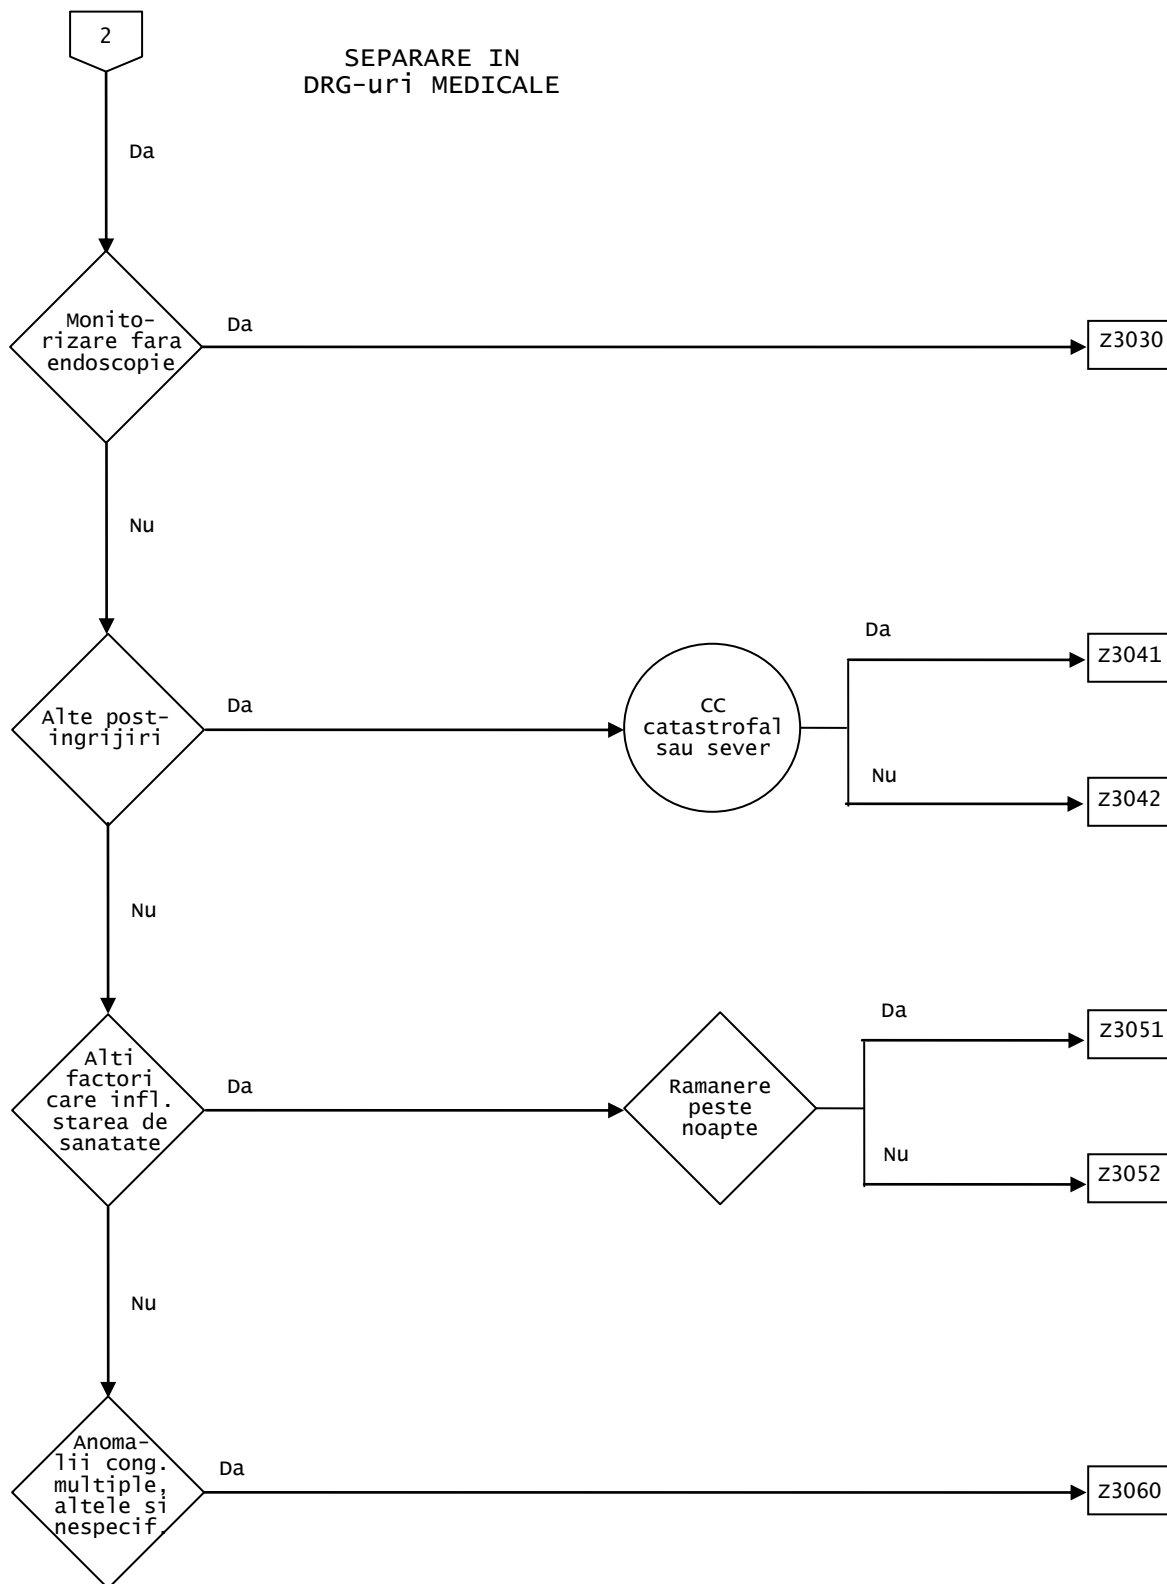 2
SEPARARE IN
DRG-uri MEDICALE
Da
Monito-
rizare fara
endoscopie
Da
Z3030
Nu
Alte post-
ingrijiri
Da
CC
catastrofal
sau sever
Da
Z3041
Nu
Z3042
Nu
Alti
factori
care infl.
starea de
sanatate
Da
Ramanere
peste
noapte
Da
Z3051
Nu
Z3052
Nu
Anoma-
lii cong.
multiple,
altele si
nespecif.
Da
Z3060